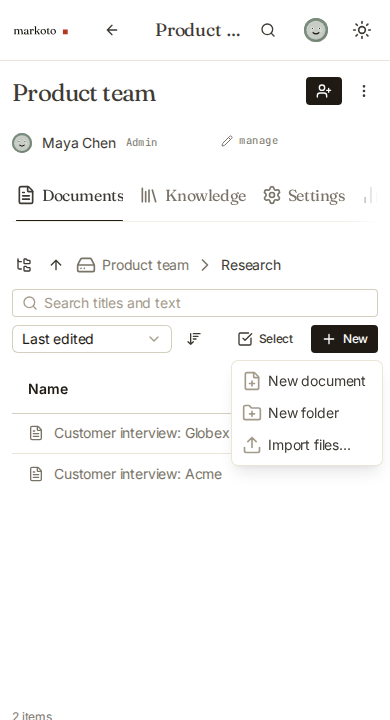 markoto
Product ...
Product team
Maya Chen Admin manage
Documents Knowledge Settings
Product team Research
Search titles and text
Last edited Select New
Name
New document
New folder
Import files...
Customer interview: Globex
Customer interview: Acme
2 items